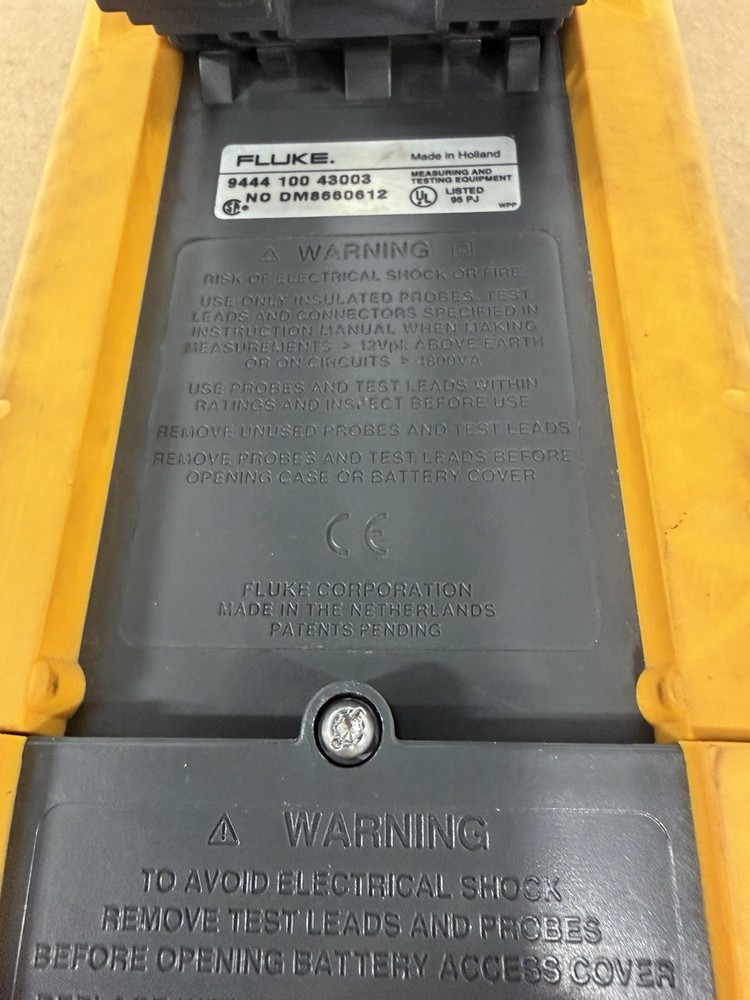 FLUKE. Made in Holland
9444 100 43003 MEASURING AND
TESTING EQUIPMENT
NO DM8660612 UL LISTED
95 PJ
WPP
WARNING
RISK OF ELECTRICAL SHOCK OR FIRE
USE ONLY INSULATED PROBES, TEST
LEADS AND CONNECTORS SPECIFIED IN
INSTRUCTION MANUAL WHEN MAKING
MEASUREMENTS > 42Vpk ABOVE EARTH
OR ON CIRCUITS > 4800VA
USE PROBES AND TEST LEADS WITHIN
RATINGS AND INSPECT BEFORE USE
REMOVE UNUSED PROBES AND TEST LEADS
REMOVE PROBES AND TEST LEADS BEFORE
OPENING CASE OR BATTERY COVER
CE
FLUKE CORPORATION
MADE IN THE NETHERLANDS
PATENTS PENDING
WARNING
TO AVOID ELECTRICAL SHOCK
REMOVE TEST LEADS AND PROBES
BEFORE OPENING BATTERY ACCESS COVER